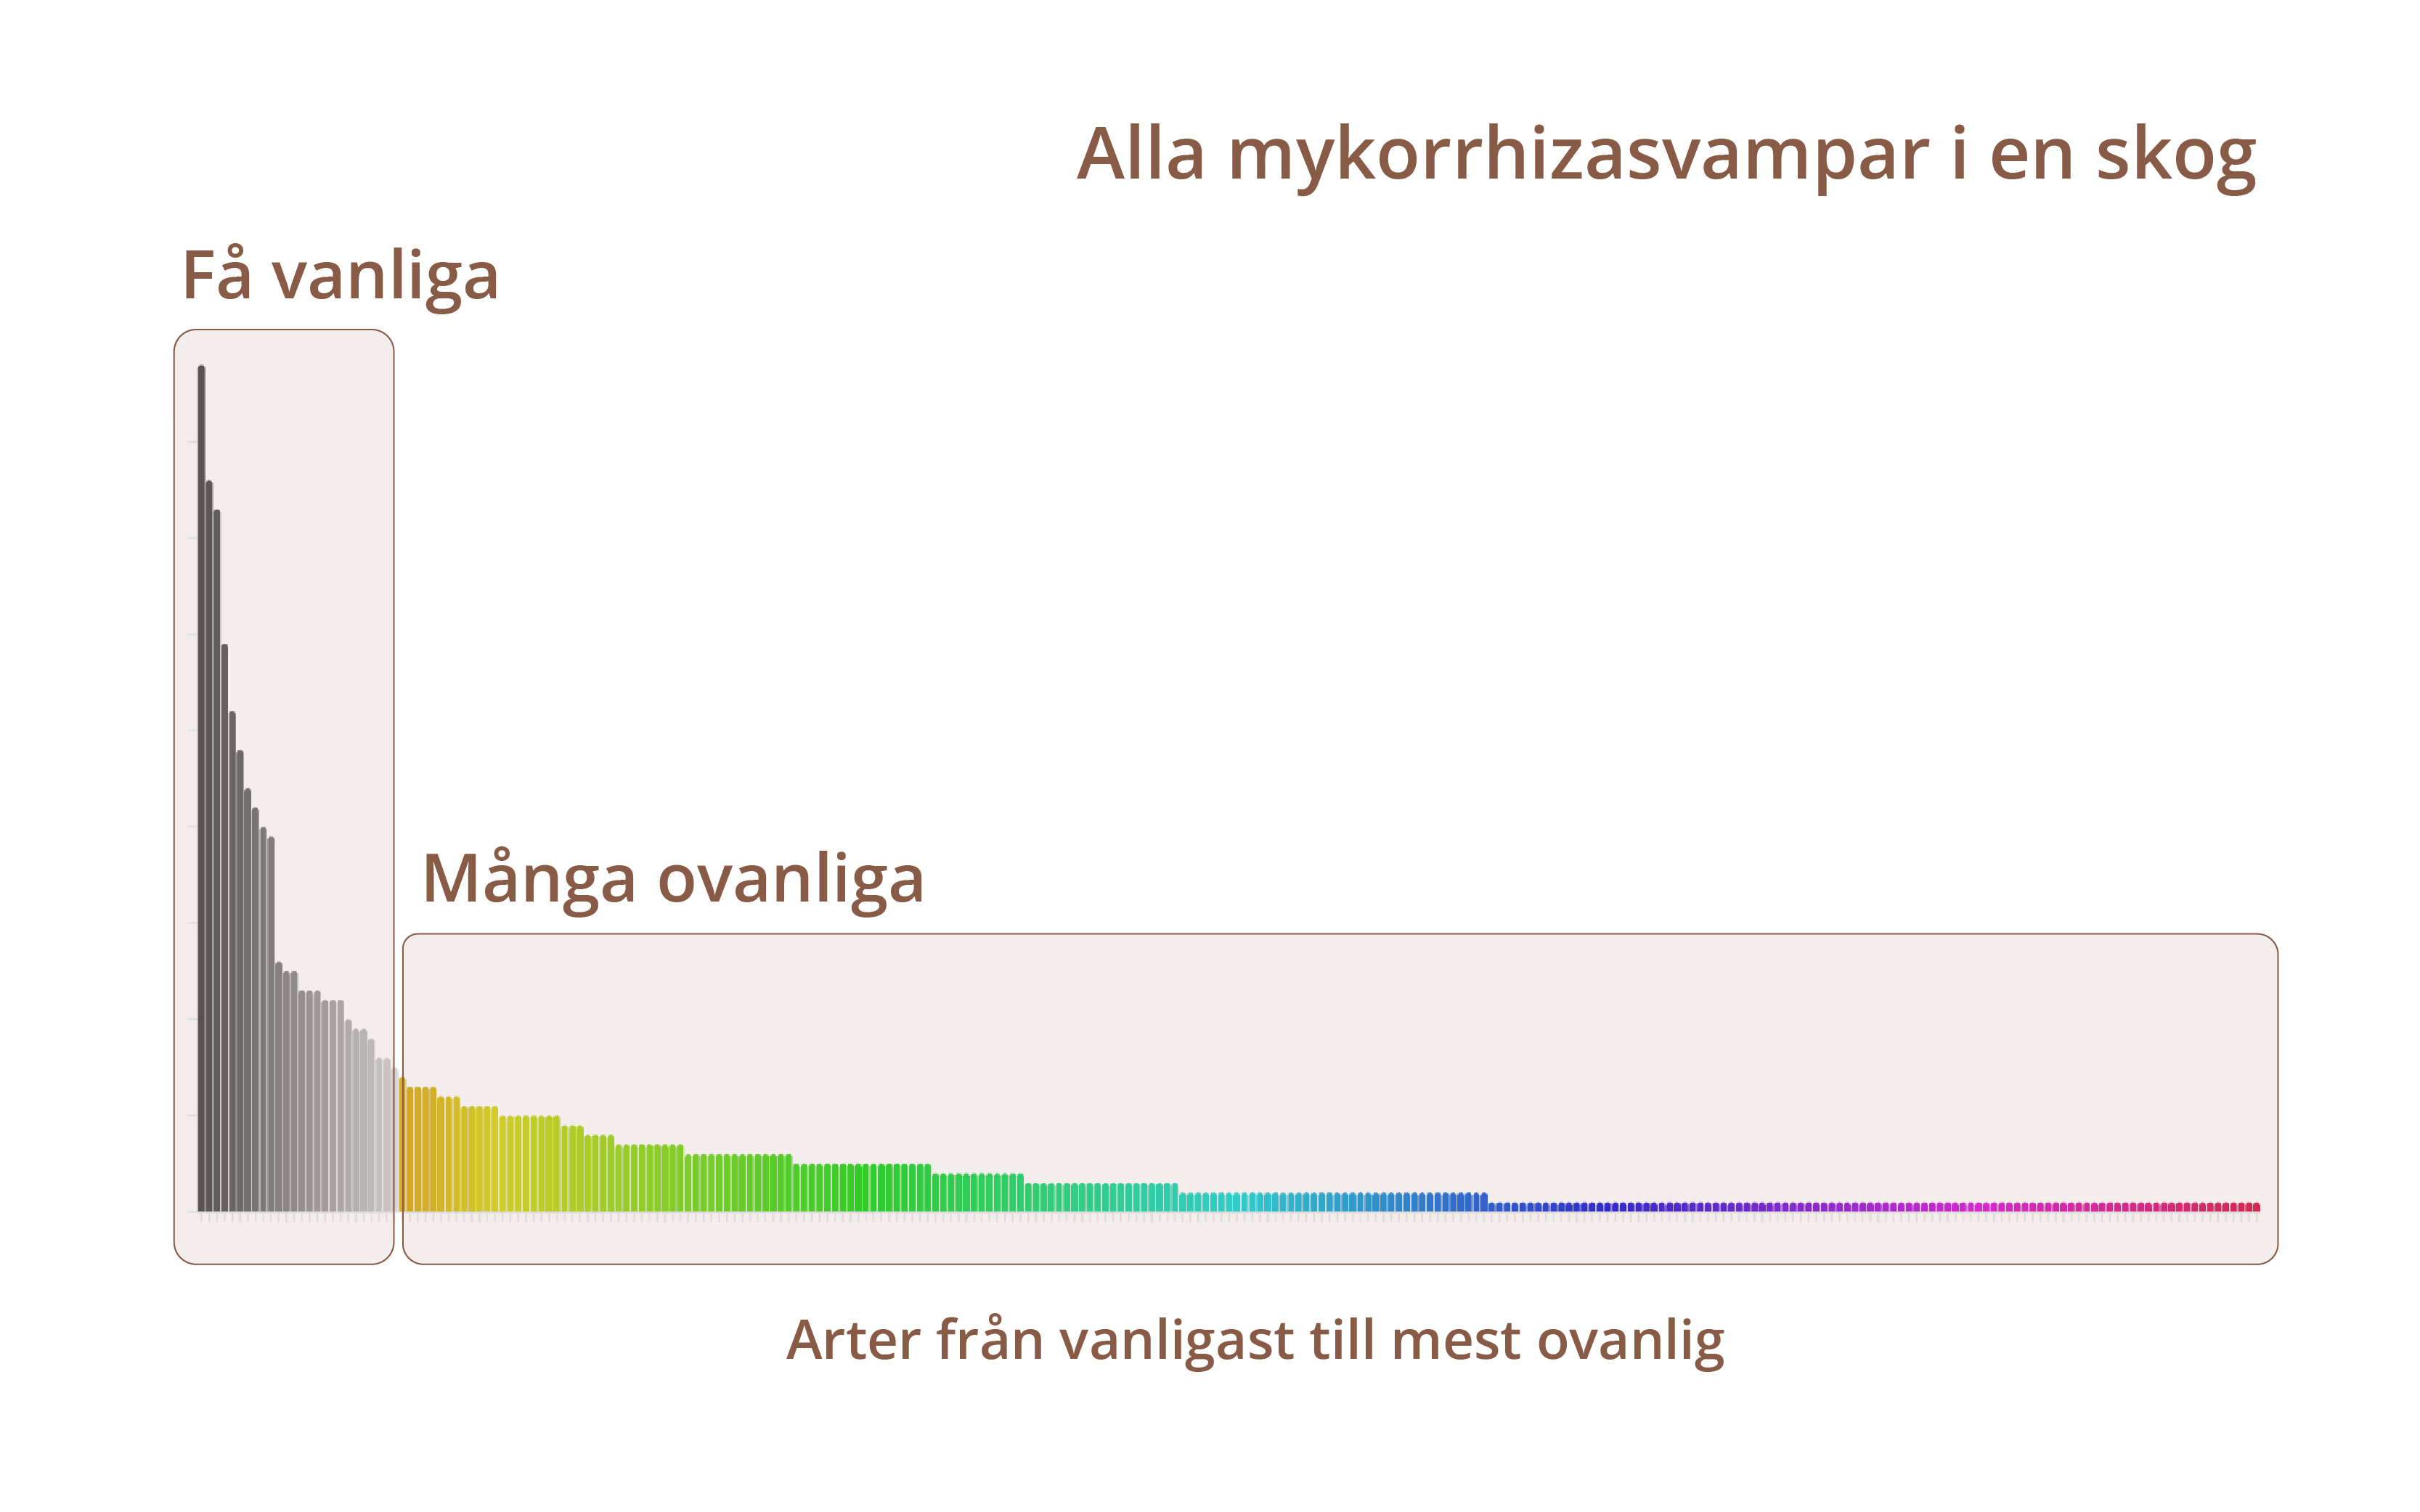 Alla mykorrhizasvampar i en skog
Få vanliga
Många ovanliga
Arter från vanligast till mest ovanlig